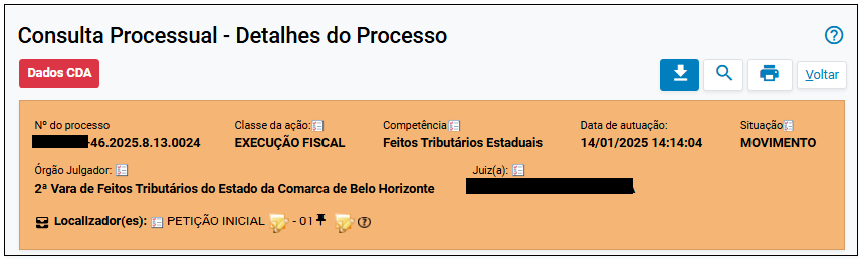 Consulta Processual - Detalhes do Processo
Dados CDA
Voltar
Nº do processo Classe da ação: Competência Data de autuação: Situação
-46.2025.8.13.0024 EXECUÇÃO FISCAL Feitos Tributários Estaduais 14/01/2025 14:14:04 MOVIMENTO
Órgão Julgador: Juiz(a):
2ª Vara de Feitos Tributários do Estado da Comarca de Belo Horizonte
Localizador(es): PETIÇÃO INICIAL - 01